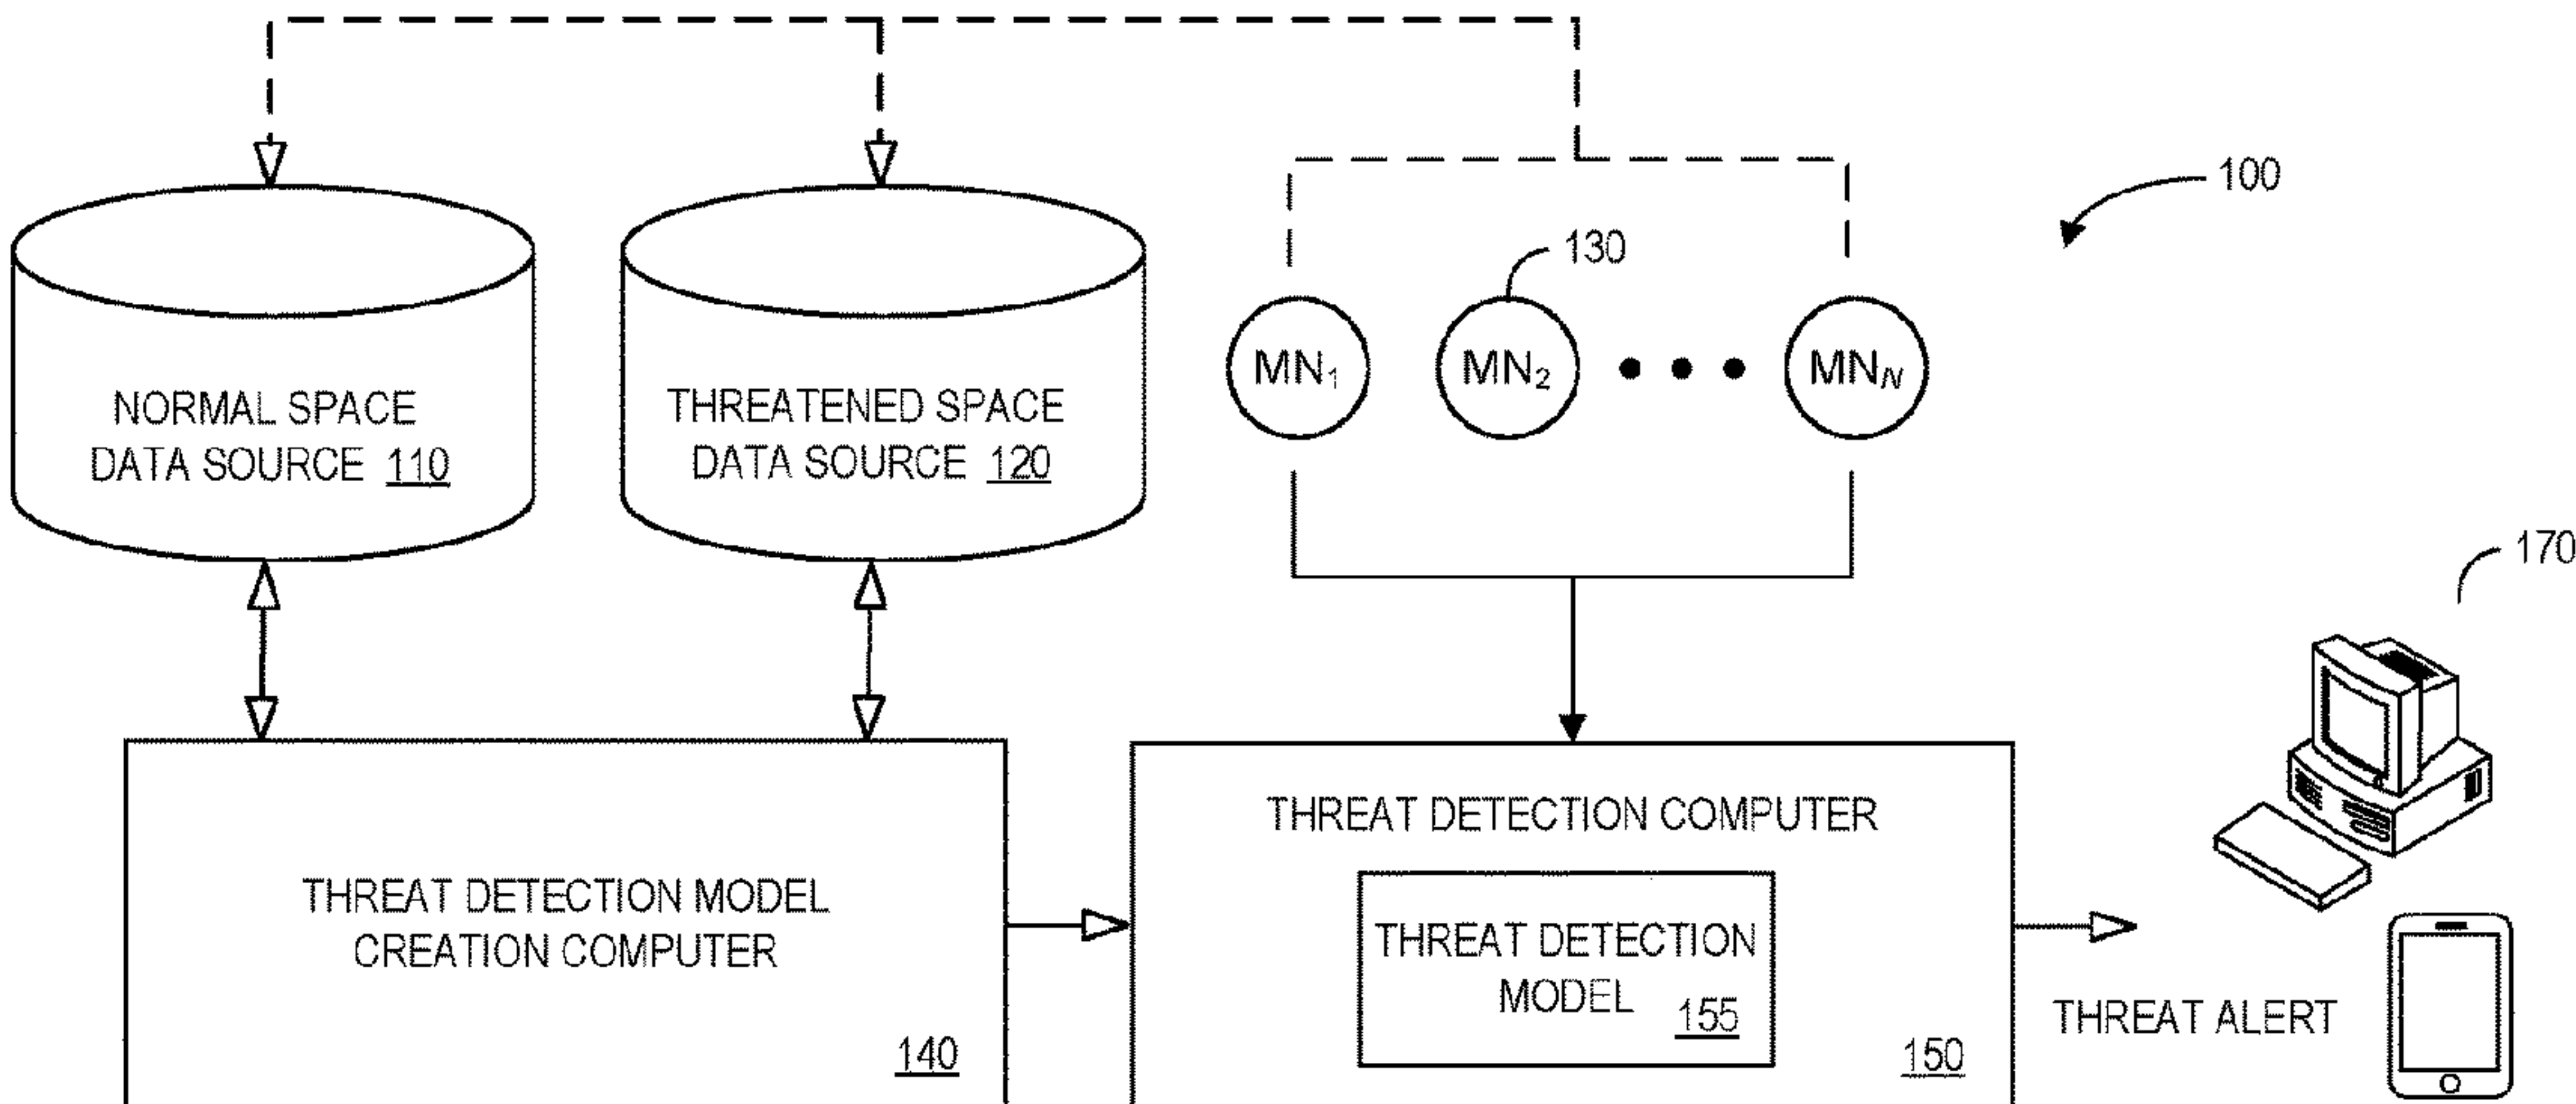 100
130
MN1
MN2
MNN
NORMAL SPACE
DATA SOURCE 110
THREATENED SPACE
DATA SOURCE 120
170
THREAT DETECTION MODEL
CREATION COMPUTER
140
THREAT DETECTION COMPUTER
THREAT DETECTION
MODEL 155
150
THREAT ALERT